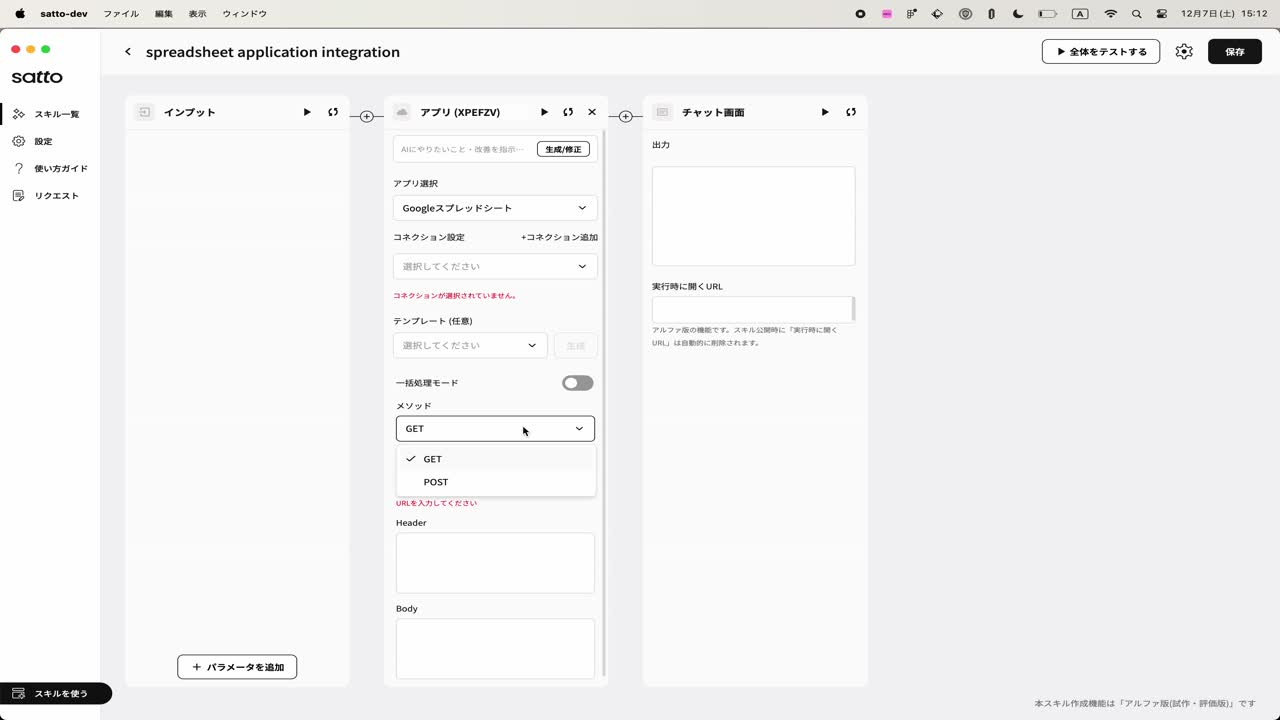 satto-dev ファイル 編集 表示 ウィンドウ
A 12月7日(土) 15:12
satto
spreadsheet application integration
全体をテストする
保存
スキル一覧
設定
使い方ガイド
リクエスト
インプット
パラメータを追加
アプリ (XPEFZV)
AIにやりたいこと・改善を指示… 生成/修正
アプリ選択
Googleスプレッドシート
コネクション設定 +コネクション追加
選択してください
コネクションが選択されていません。
テンプレート (任意)
選択してください 生成
一括処理モード
メソッド
GET
GET
POST
URLを入力してください
Header
Body
チャット画面
出力
実行時に開くURL
アルファ版の機能です。スキル公開時に「実行時に開く
URL」は自動的に削除されます。
スキルを使う
本スキル作成機能は「アルファ版(試作・評価版)」です